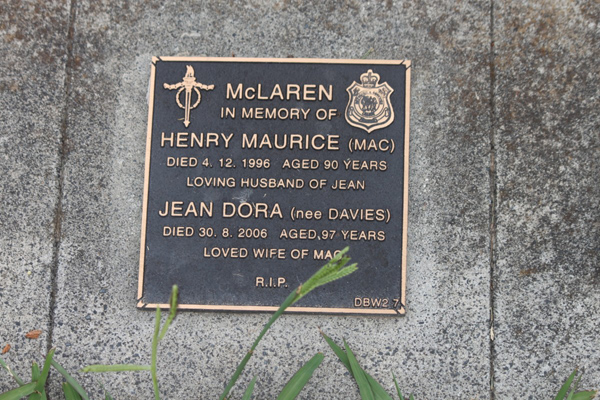 McLAREN
IN MEMORY OF
HENRY MAURICE (MAC)
DIED 4. 12. 1996 AGED 90 YEARS
LOVING HUSBAND OF JEAN
JEAN DORA (nee DAVIES)
DIED 30. 8. 2006 AGED 97 YEARS
LOVED WIFE OF MAC
R.I.P.
DBW2 7